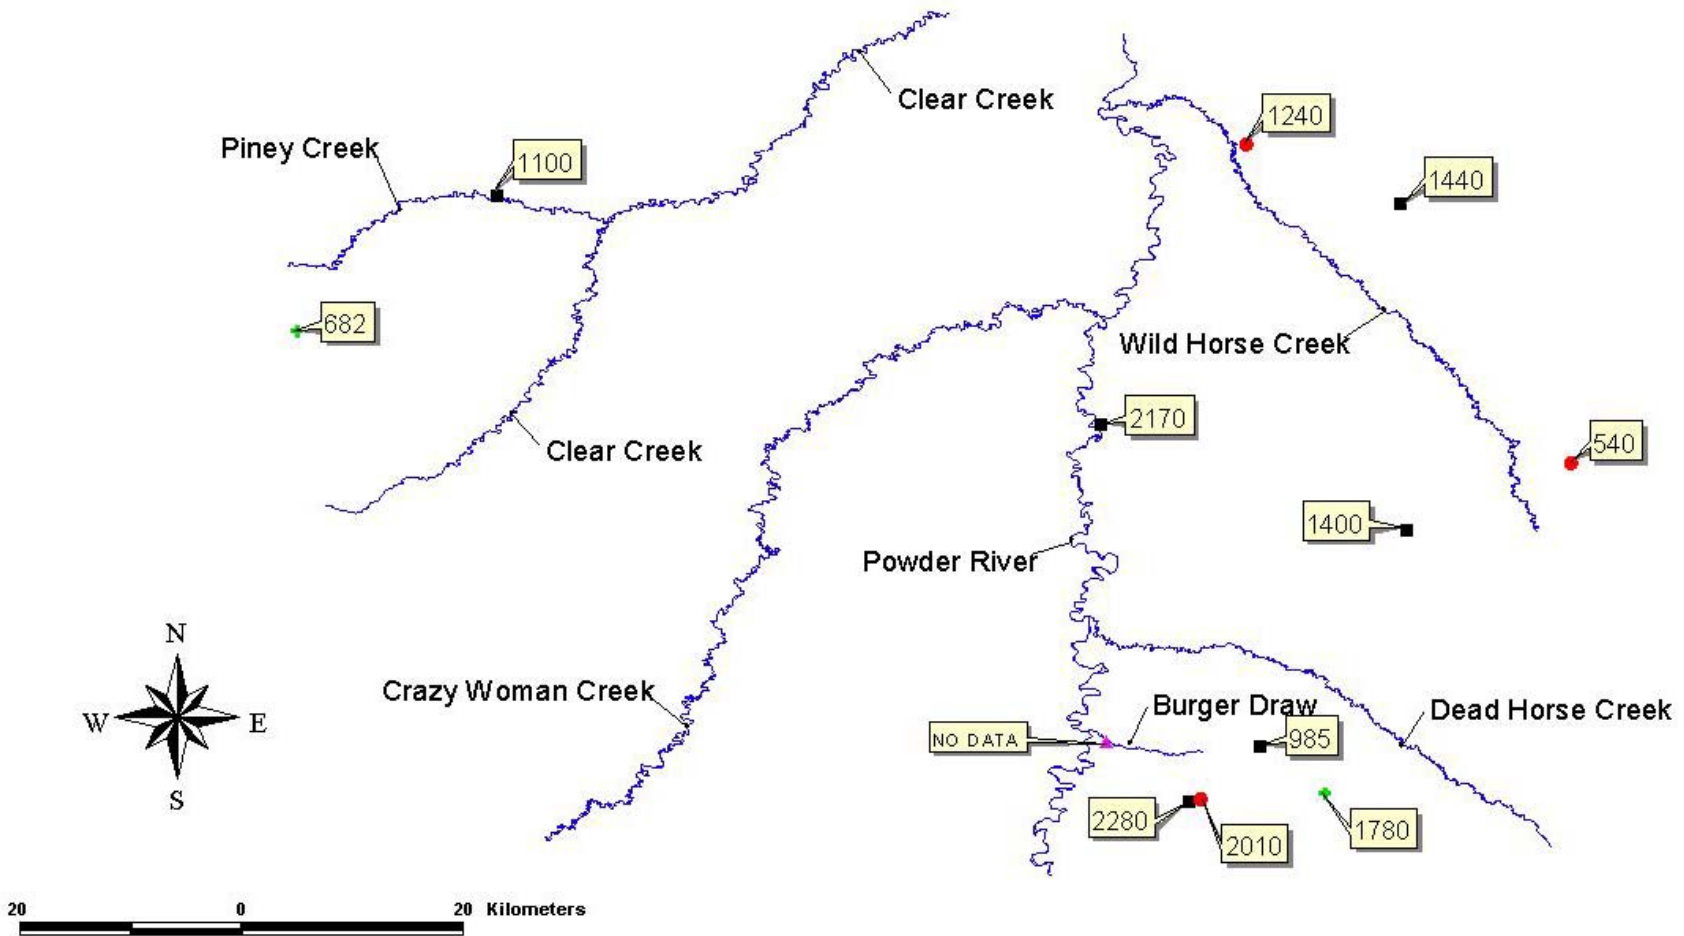 Clear Creek
1240
Piney Creek
1100
1440
682
Wild Horse Creek
2170
540
Clear Creek
1400
Powder River
N
W
E
S
Crazy Woman Creek
Burger Draw
Dead Horse Creek
NO DATA
985
2280
2010
1780
20 0 20 Kilometers